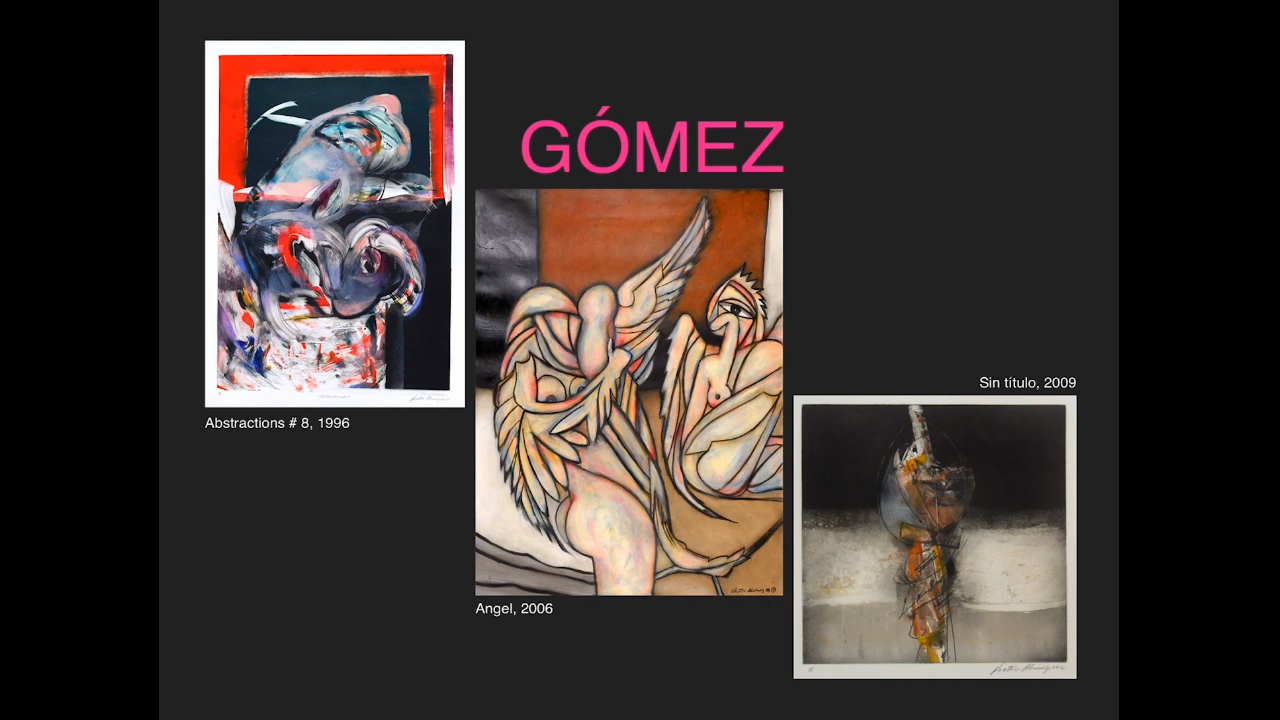 GÓMEZ
Abstractions # 8, 1996
Angel, 2006
Sin título, 2009